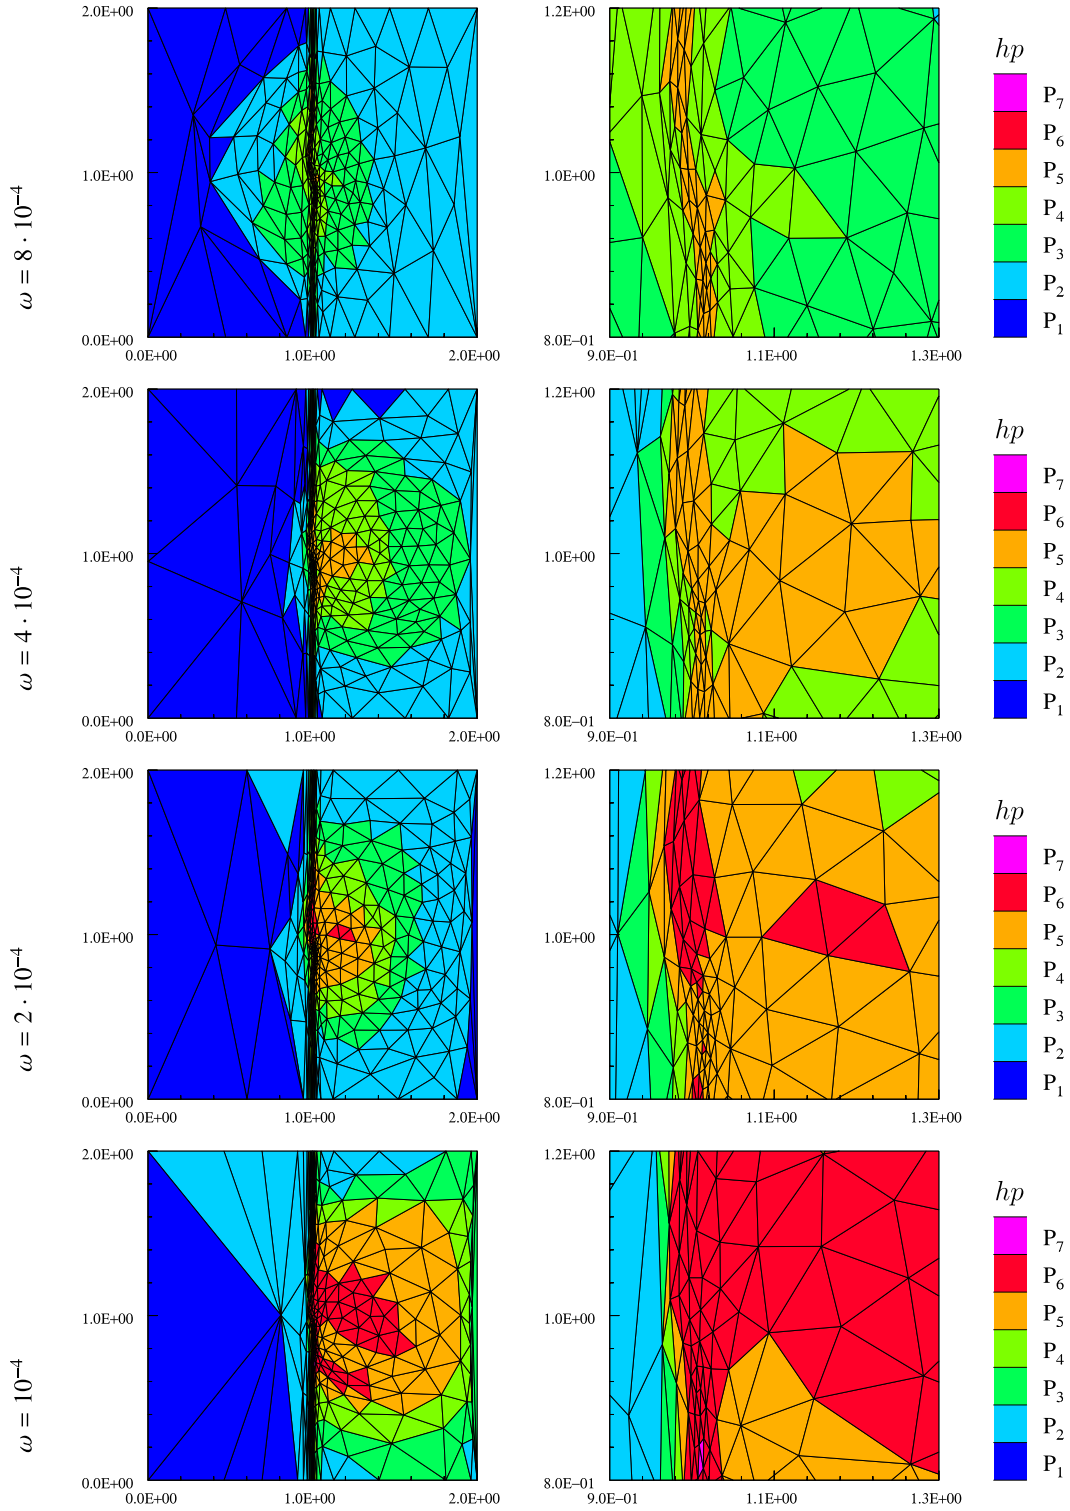 ω = 8 · 10⁻⁴
2.0E+00
1.0E+00
0.0E+00
0.0E+00 1.0E+00 2.0E+00
1.2E+00
1.0E+00
8.0E−01
9.0E−01 1.1E+00 1.3E+00
hp
P7
P6
P5
P4
P3
P2
P1
ω = 4 · 10⁻⁴
2.0E+00
1.0E+00
0.0E+00
0.0E+00 1.0E+00 2.0E+00
1.2E+00
1.0E+00
8.0E−01
9.0E−01 1.1E+00 1.3E+00
hp
P7
P6
P5
P4
P3
P2
P1
ω = 2 · 10⁻⁴
2.0E+00
1.0E+00
0.0E+00
0.0E+00 1.0E+00 2.0E+00
1.2E+00
1.0E+00
8.0E−01
9.0E−01 1.1E+00 1.3E+00
hp
P7
P6
P5
P4
P3
P2
P1
ω = 10⁻⁴
2.0E+00
1.0E+00
0.0E+00
0.0E+00 1.0E+00 2.0E+00
1.2E+00
1.0E+00
8.0E−01
9.0E−01 1.1E+00 1.3E+00
hp
P7
P6
P5
P4
P3
P2
P1